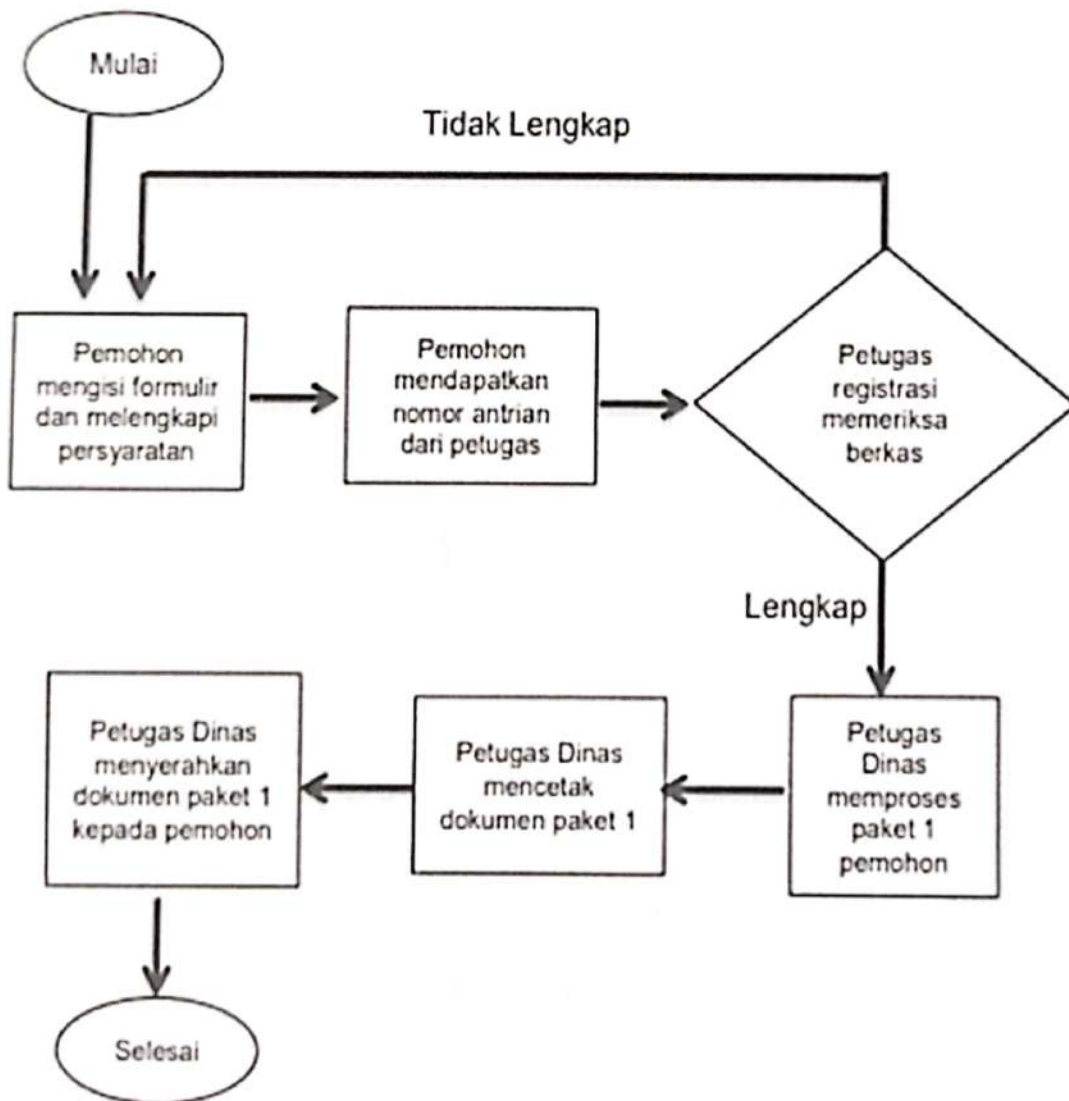 Mulai
Tidak Lengkap
Pemohon
mengisi formulir
dan melengkapi
persyaratan
Pemohon
mendapatkan
nomor antrian
dari petugas
Petugas
registrasi
memeriksa
berkas
Lengkap
Petugas Dinas
menyerahkan
dokumen paket 1
kepada pemohon
Petugas Dinas
mencetak
dokumen paket 1
Petugas
Dinas
memproses
paket 1
pemohon
Selesai